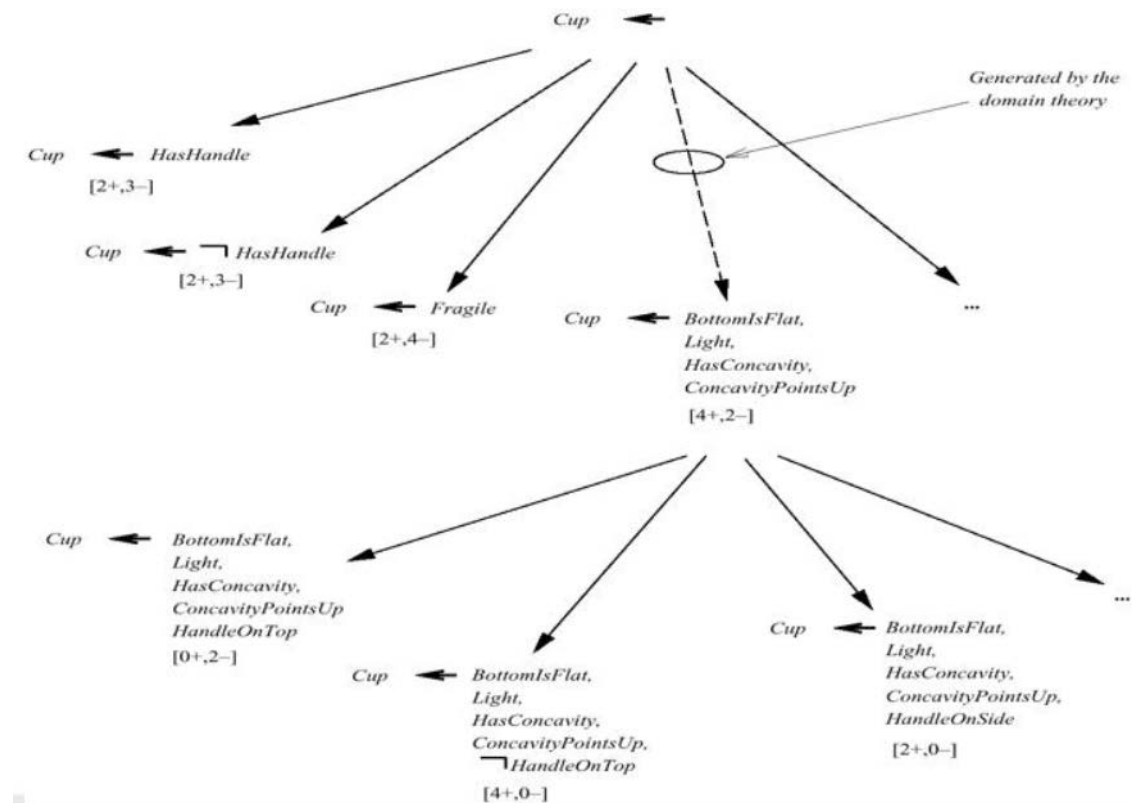 Cup ←
Generated by the
domain theory
Cup ← HasHandle
[2+,3–]
Cup ← ¬ HasHandle
[2+,3–]
Cup ← Fragile
[2+,4–]
Cup ← BottomIsFlat,
Light,
HasConcavity,
ConcavityPointsUp
[4+,2–]
...
Cup ← BottomIsFlat,
Light,
HasConcavity,
ConcavityPointsUp
HandleOnTop
[0+,2–]
Cup ← BottomIsFlat,
Light,
HasConcavity,
ConcavityPointsUp,
¬ HandleOnTop
[4+,0–]
Cup ← BottomIsFlat,
Light,
HasConcavity,
ConcavityPointsUp,
HandleOnSide
[2+,0–]
...